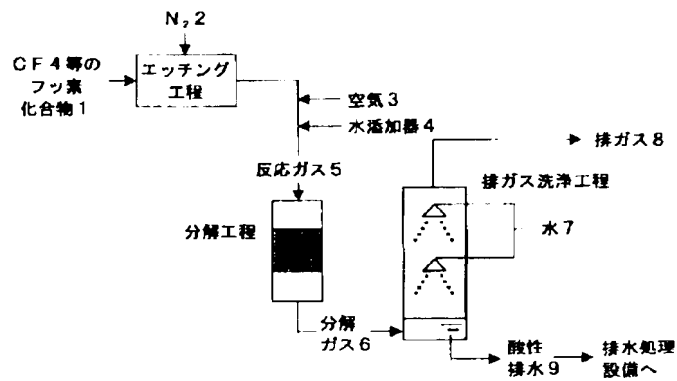 N₂2
CF4等の
フッ素
化合物1
エッチング
工程
空気3
水添加器4
反応ガス5
排ガス8
排ガス洗浄工程
分解工程
水7
分解
ガス6
酸性
排水9
排水処理
設備へ